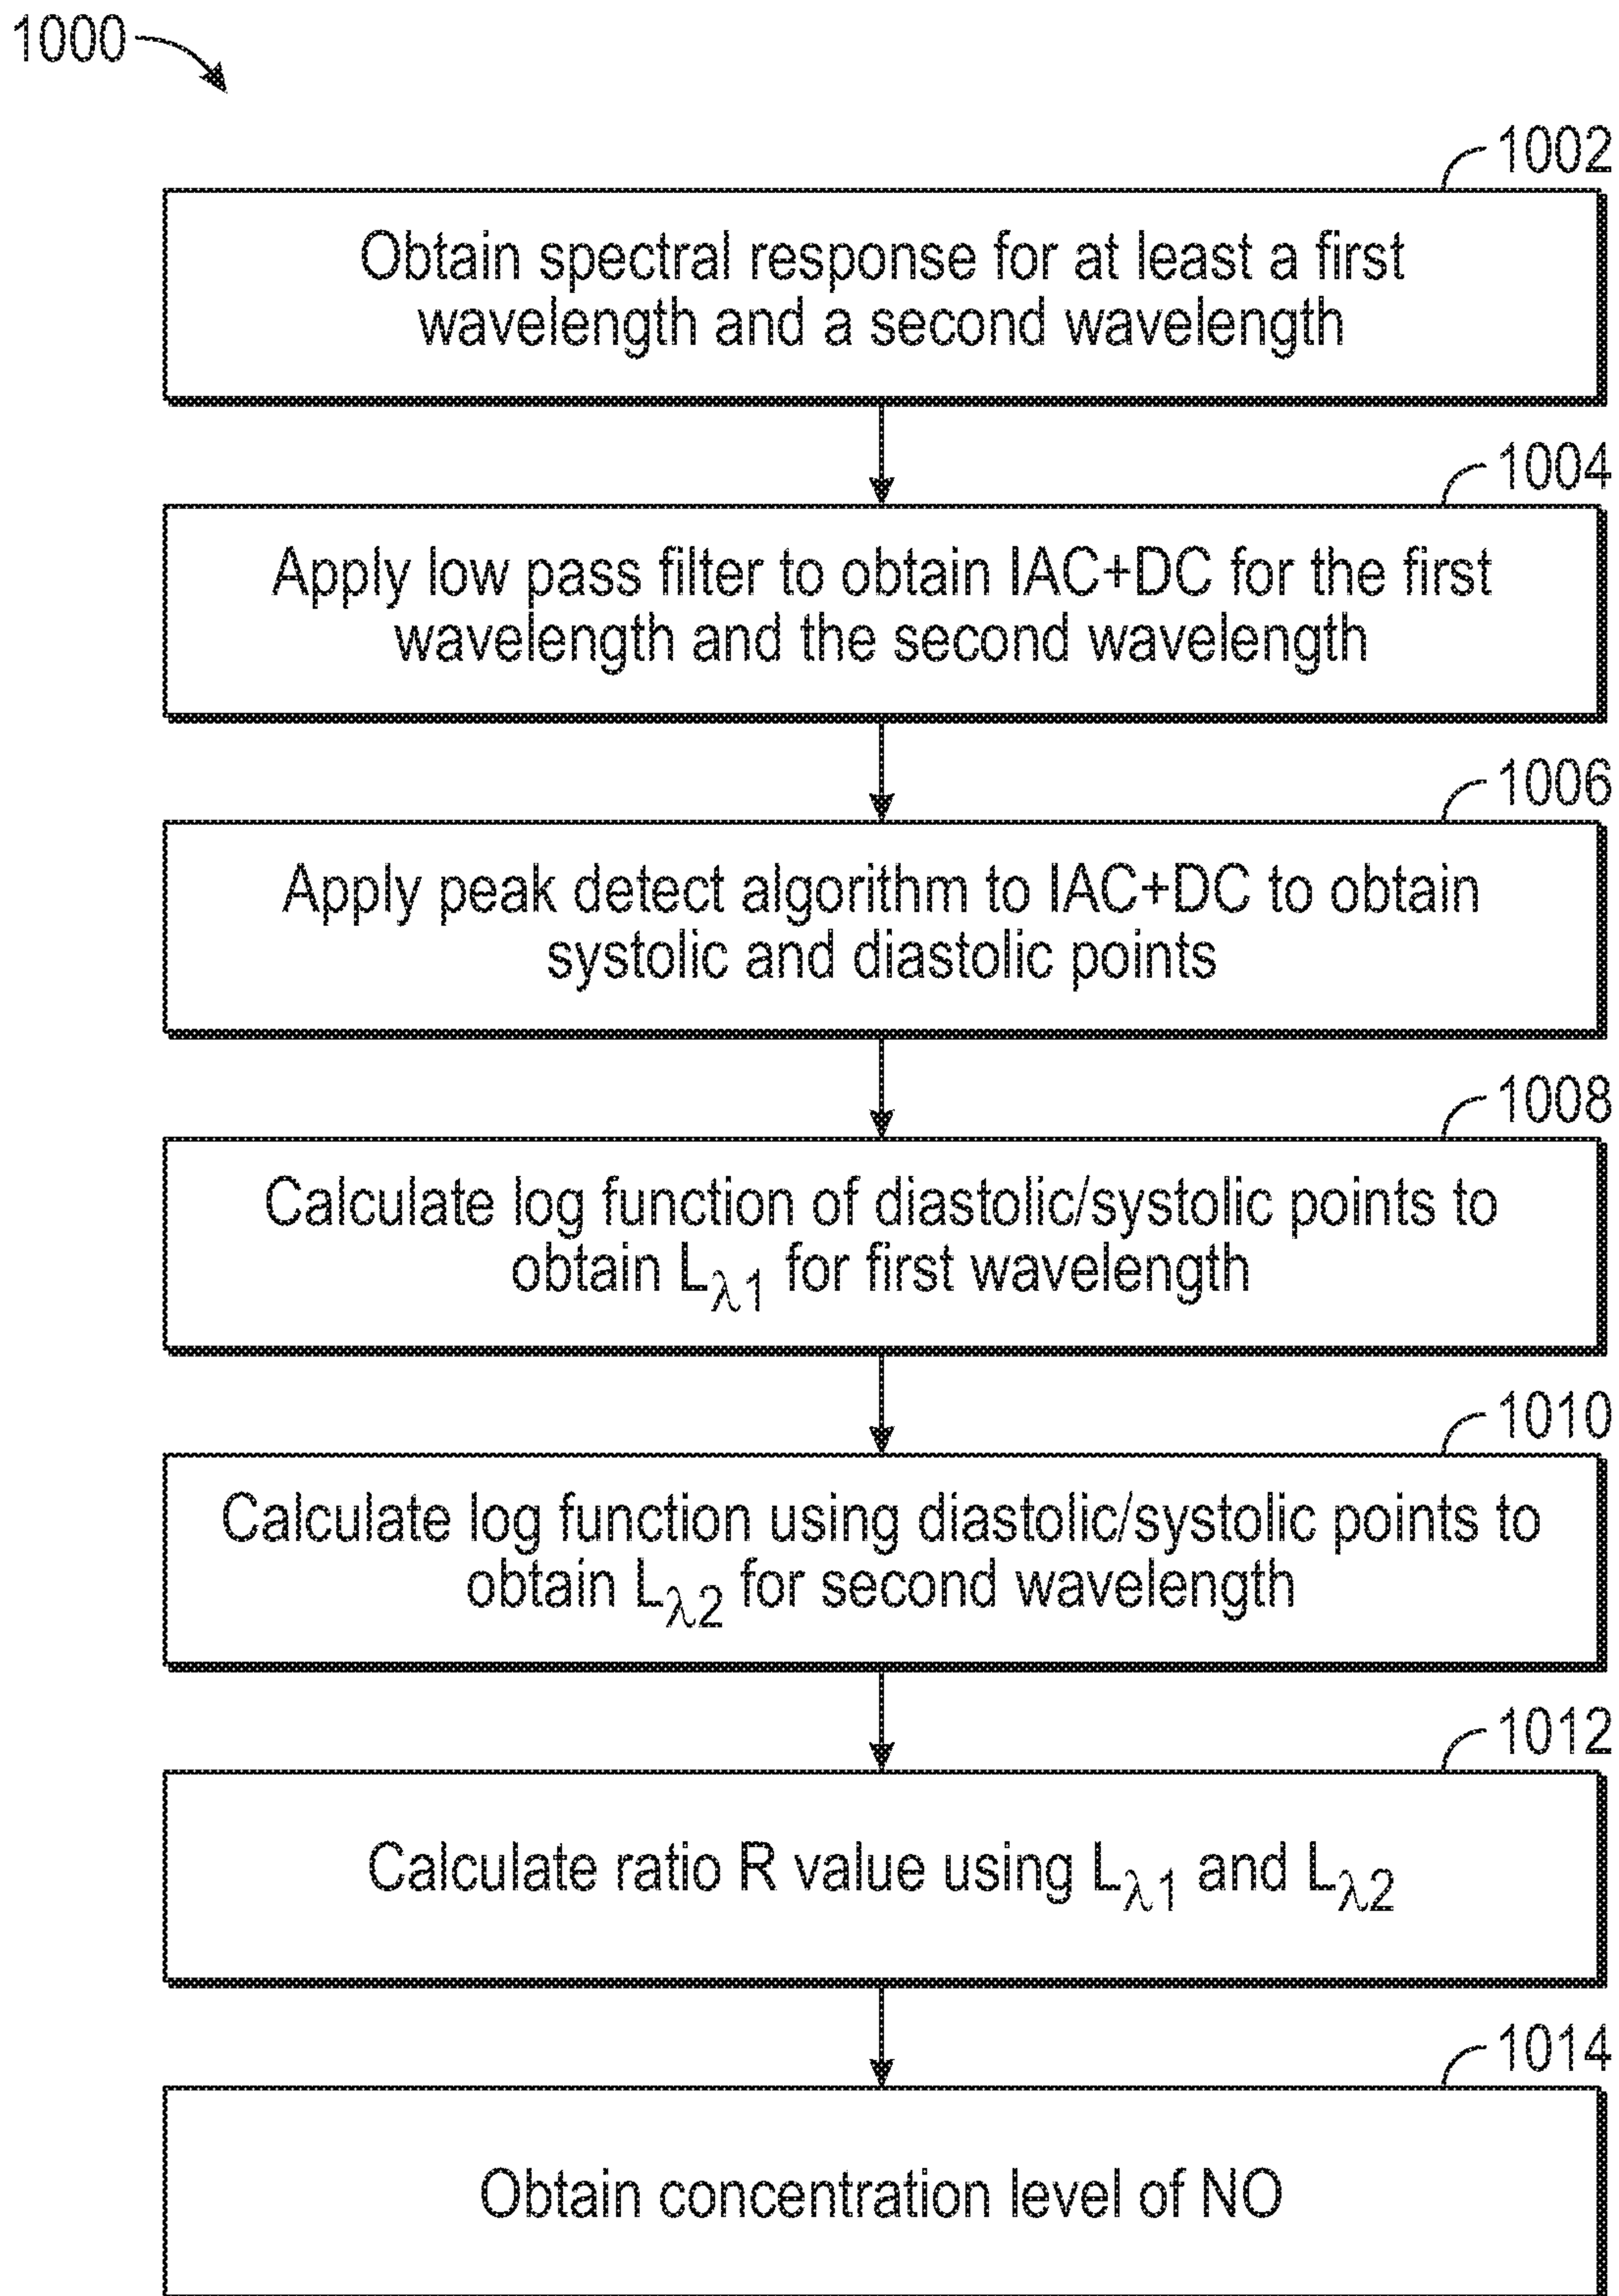 1000
1002
Obtain spectral response for at least a first
wavelength and a second wavelength
1004
Apply low pass filter to obtain IAC+DC for the first
wavelength and the second wavelength
1006
Apply peak detect algorithm to IAC+DC to obtain
systolic and diastolic points
1008
Calculate log function of diastolic/systolic points to
obtain Lλ1 for first wavelength
1010
Calculate log function using diastolic/systolic points to
obtain Lλ2 for second wavelength
1012
Calculate ratio R value using Lλ1 and Lλ2
1014
Obtain concentration level of NO